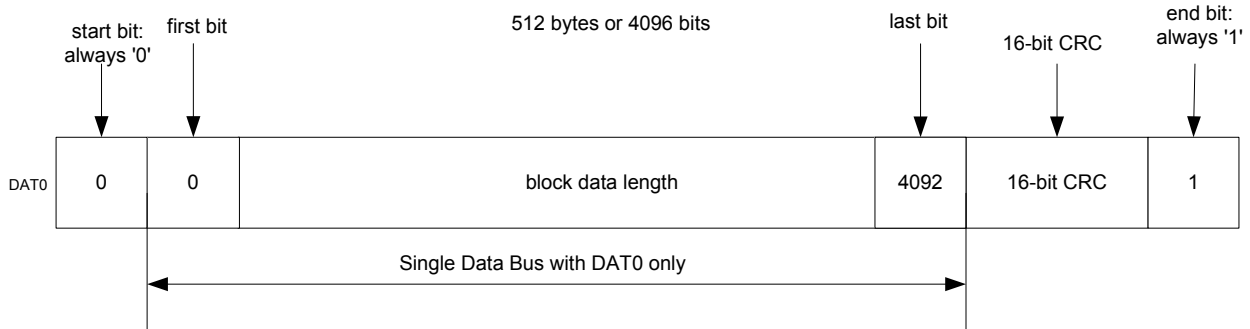 start bit:
always '0'
first bit
512 bytes or 4096 bits
last bit
16-bit CRC
end bit:
always '1'
DAT0
0
0
block data length
4092
16-bit CRC
1
Single Data Bus with DAT0 only